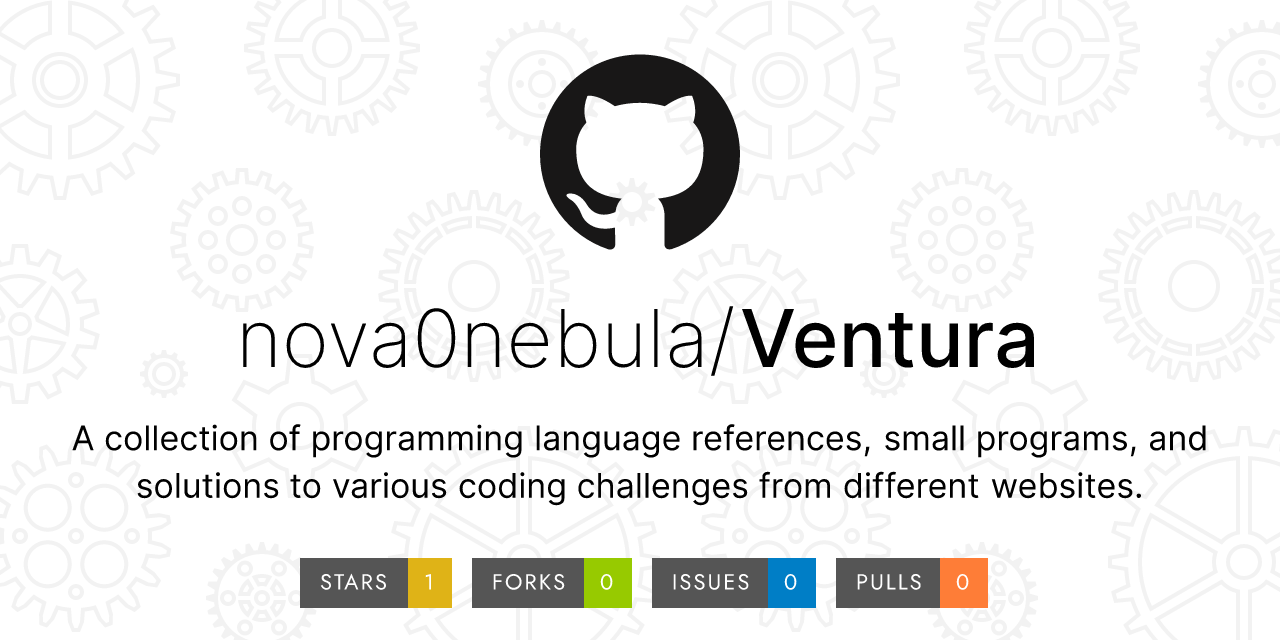 nova0nebula/Ventura
A collection of programming language references, small programs, and
solutions to various coding challenges from different websites.
STARS 1 FORKS 0 ISSUES 0 PULLS 0